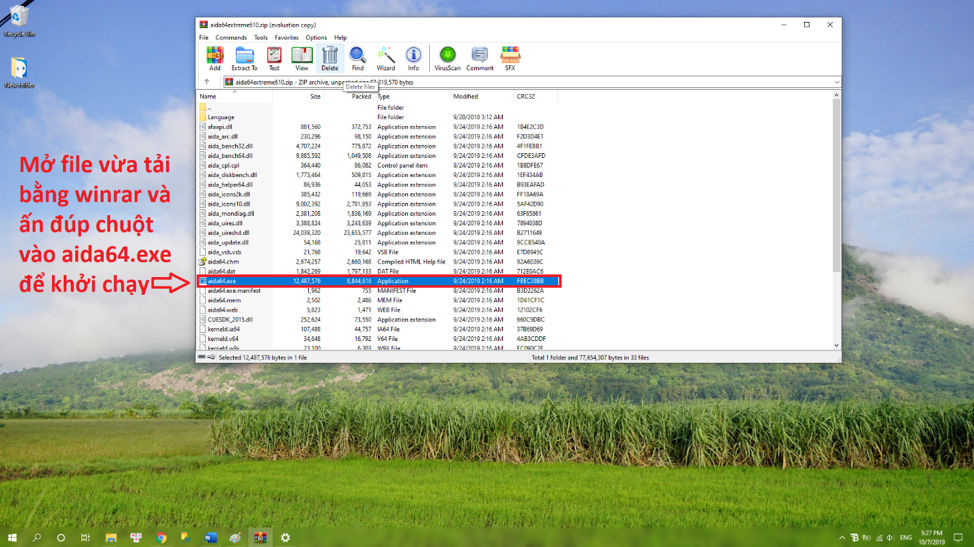 Recycle Bin
New folder
aida64extreme610.zip (evaluation copy)
File Commands Tools Favorites Options Help
Add Extract To Test View Delete Find Wizard Info VirusScan Comment SFX
aida64extreme610.zip - ZIP archive, unpacked size 319,570 bytes
Delete files
Name Size Packed Type Modified CRC32
.. File folder
Language File folder 9/20/2018 3:12 AM
afaapi.dll 881,560 372,753 Application extension 9/24/2019 2:16 AM 1B4E2C3D
aida_arc.dll 230,296 98,150 Application extension 9/24/2019 2:16 AM F2D3D4E1
aida_bench32.dll 4,707,224 775,872 Application extension 9/24/2019 2:16 AM 4F1FEBB1
aida_bench64.dll 9,885,592 1,049,508 Application extension 9/24/2019 2:16 AM CFDE3AFD
aida_cpl.cpl 364,440 86,082 Control panel item 9/24/2019 2:16 AM 1B8DFE67
aida_diskbench.dll 1,773,464 509,815 Application extension 9/24/2019 2:16 AM 1EF434AB
aida_helper64.dll 86,936 44,053 Application extension 9/24/2019 2:16 AM B93EAFAD
aida_icons2k.dll 385,432 119,669 Application extension 9/24/2019 2:16 AM FF18A69A
aida_icons10.dll 9,002,392 2,781,853 Application extension 9/24/2019 2:16 AM 5AF42D90
aida_mondiag.dll 2,381,208 1,836,169 Application extension 9/24/2019 2:16 AM 63F65861
aida_uires.dll 3,388,824 3,243,639 Application extension 9/24/2019 2:16 AM 7894038D
aida_uireshd.dll 24,039,320 23,655,577 Application extension 9/24/2019 2:16 AM B2711649
aida_update.dll 54,168 25,811 Application extension 9/24/2019 2:16 AM CCB8540A
aida_vsb.vsb 21,768 19,642 VSB File 9/24/2019 2:16 AM E7D8945C
aida64.chm 2,674,257 2,660,168 Compiled HTML Help file 9/24/2019 2:16 AM 92A6036C
aida64.dat 1,842,269 1,797,133 DAT File 9/24/2019 2:16 AM 712E0AC6
aida64.exe 12,487,576 8,844,616 Application 9/24/2019 2:16 AM F8EC38BB
aida64.exe.manifest 1,962 755 MANIFEST File 9/24/2019 2:16 AM B3D2262A
aida64.mem 2,502 2,486 MEM File 9/24/2019 2:16 AM 1D61CF1C
aida64.web 5,823 1,471 WEB File 9/24/2019 2:16 AM 12102CF6
CUESDK_2015.dll 252,624 73,550 Application extension 9/24/2019 2:16 AM 660C9DBC
kerneld.ia64 107,488 44,757 IA64 File 9/24/2019 2:16 AM 37B69D69
kerneld.v64 34,648 16,792 V64 File 9/24/2019 2:16 AM 4AB3CDDF
kerneld.w9x 23,100 6,303 W9X File 9/24/2019 2:16 AM
Selected 12,487,576 bytes in 1 file Total 1 folder and 77,654,307 bytes in 33 files
Mở file vừa tải
bằng winrar và
ấn đúp chuột
vào aida64.exe
để khởi chạy
ENG
5:27 PM
10/7/2019